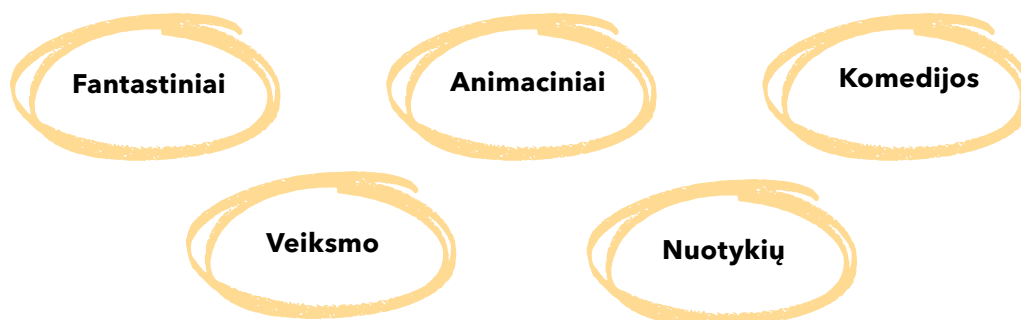 Fantastiniai
Animaciniai
Komedijos
Veiksmo
Nuotykių